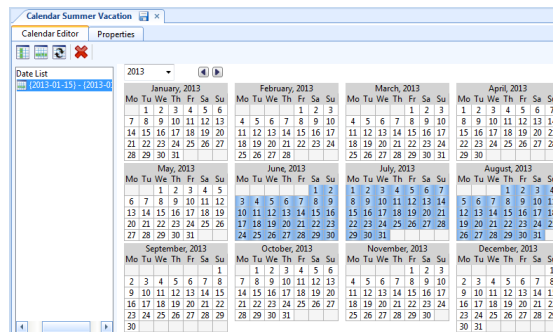 Calendar Summer Vacation
Calendar Editor Properties
Date List
{2013-01-15} - {2013-0
2013
January, 2013
Mo Tu We Th Fr Sa Su
1 2 3 4 5 6
7 8 9 10 11 12 13
14 15 16 17 18 19 20
21 22 23 24 25 26 27
28 29 30 31
February, 2013
Mo Tu We Th Fr Sa Su
1 2 3
4 5 6 7 8 9 10
11 12 13 14 15 16 17
18 19 20 21 22 23 24
25 26 27 28
March, 2013
Mo Tu We Th Fr Sa Su
1 2 3
4 5 6 7 8 9 10
11 12 13 14 15 16 17
18 19 20 21 22 23 24
25 26 27 28 29 30 31
April, 2013
Mo Tu We Th Fr Sa Su
1 2 3 4 5 6 7
8 9 10 11 12 13
15 16 17 18 19 20
22 23 24 25 26 27
29 30
May, 2013
Mo Tu We Th Fr Sa Su
1 2 3 4 5
6 7 8 9 10 11 12
13 14 15 16 17 18 19
20 21 22 23 24 25 26
27 28 29 30 31
June, 2013
Mo Tu We Th Fr Sa Su
1 2
3 4 5 6 7 8 9
10 11 12 13 14 15 16
17 18 19 20 21 22 23
24 25 26 27 28 29 30
July, 2013
Mo Tu We Th Fr Sa Su
1 2 3 4 5 6 7
8 9 10 11 12 13 14
15 16 17 18 19 20 21
22 23 24 25 26 27 28
29 30 31
August, 2013
Mo Tu We Th Fr Sa Su
1 2 3 4
5 6 7 8 9 10
12 13 14 15 16 17
19 20 21 22 23 24
26 27 28 29 30 31
September, 2013
Mo Tu We Th Fr Sa Su
1
2 3 4 5 6 7 8
9 10 11 12 13 14 15
16 17 18 19 20 21 22
23 24 25 26 27 28 29
30
October, 2013
Mo Tu We Th Fr Sa Su
1 2 3 4 5 6
7 8 9 10 11 12 13
14 15 16 17 18 19 20
21 22 23 24 25 26 27
28 29 30 31
November, 2013
Mo Tu We Th Fr Sa Su
1 2 3
4 5 6 7 8 9 10
11 12 13 14 15 16 17
18 19 20 21 22 23 24
25 26 27 28 29 30
December, 2013
Mo Tu We Th Fr Sa Su
1
2 3 4 5 6 7 8
9 10 11 12 13 14
16 17 18 19 20 21
23 24 25 26 27 28
30 31